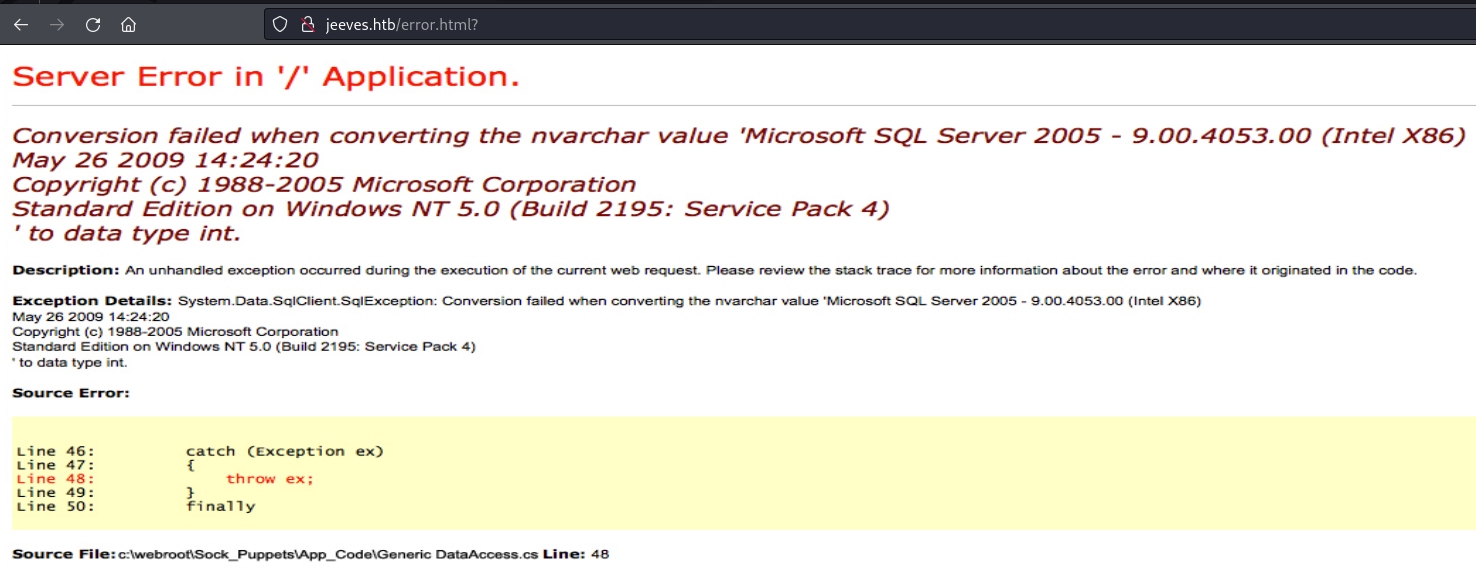 jeeves.htb/error.html?
Server Error in '/' Application.
Conversion failed when converting the nvarchar value 'Microsoft SQL Server 2005 - 9.00.4053.00 (Intel X86)
May 26 2009 14:24:20
Copyright (c) 1988-2005 Microsoft Corporation
Standard Edition on Windows NT 5.0 (Build 2195: Service Pack 4)
' to data type int.
Description: An unhandled exception occurred during the execution of the current web request. Please review the stack trace for more information about the error and where it originated in the code.
Exception Details: System.Data.SqlClient.SqlException: Conversion failed when converting the nvarchar value 'Microsoft SQL Server 2005 - 9.00.4053.00 (Intel X86)
May 26 2009 14:24:20
Copyright (c) 1988-2005 Microsoft Corporation
Standard Edition on Windows NT 5.0 (Build 2195: Service Pack 4)
' to data type int.
Source Error:
Line 46: catch (Exception ex)
Line 47: {
Line 48: throw ex;
Line 49: }
Line 50: finally
Source File: c:\webroot\Sock_Puppets\App_Code\Generic DataAccess.cs Line: 48